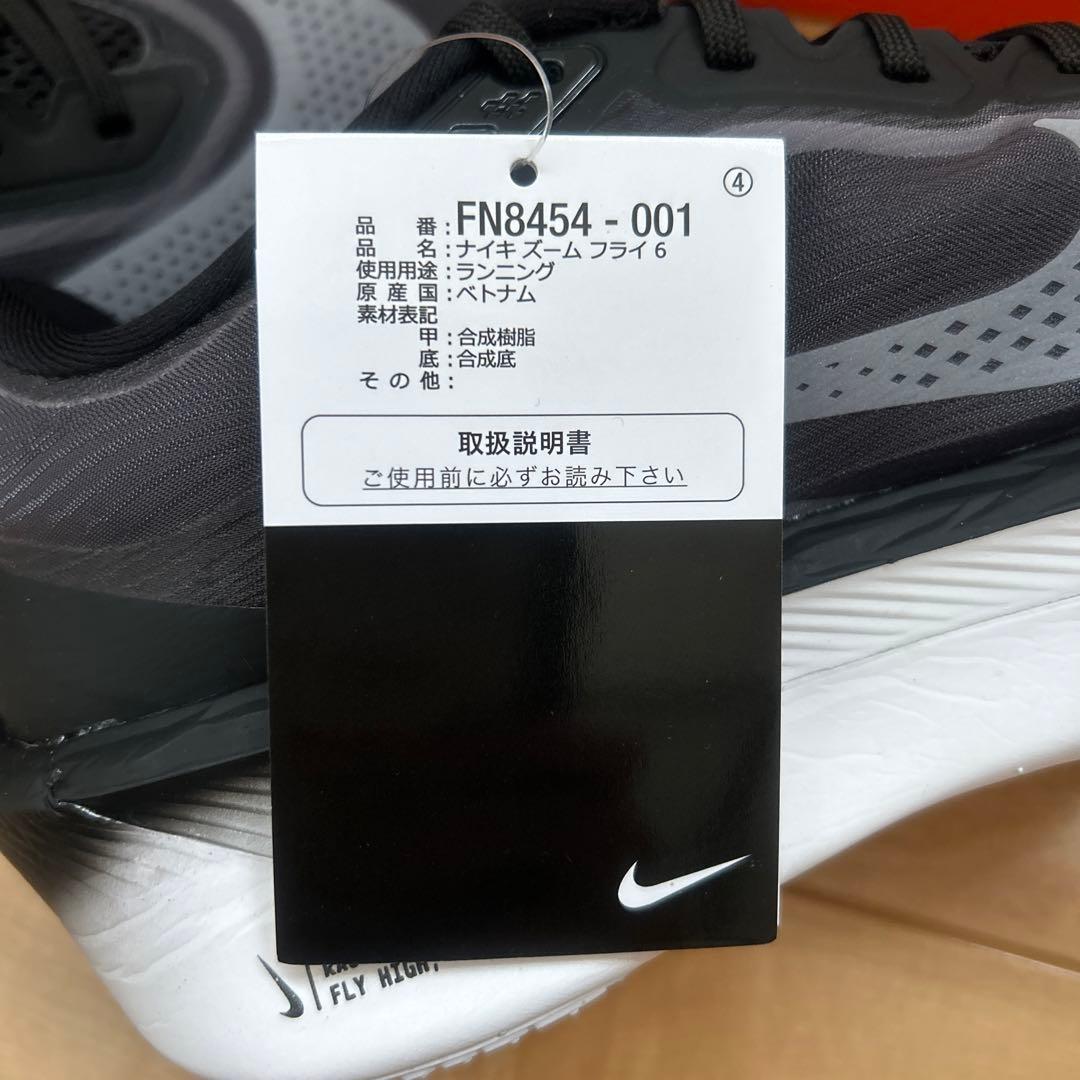 ④
品番:FN8454-001
品名:ナイキ ズーム フライ 6
使用用途:ランニング
原産国:ベトナム
素材表記
甲:合成樹脂
底:合成底
その他:
取扱説明書
ご使用前に必ずお読み下さい
FLY HIGH,